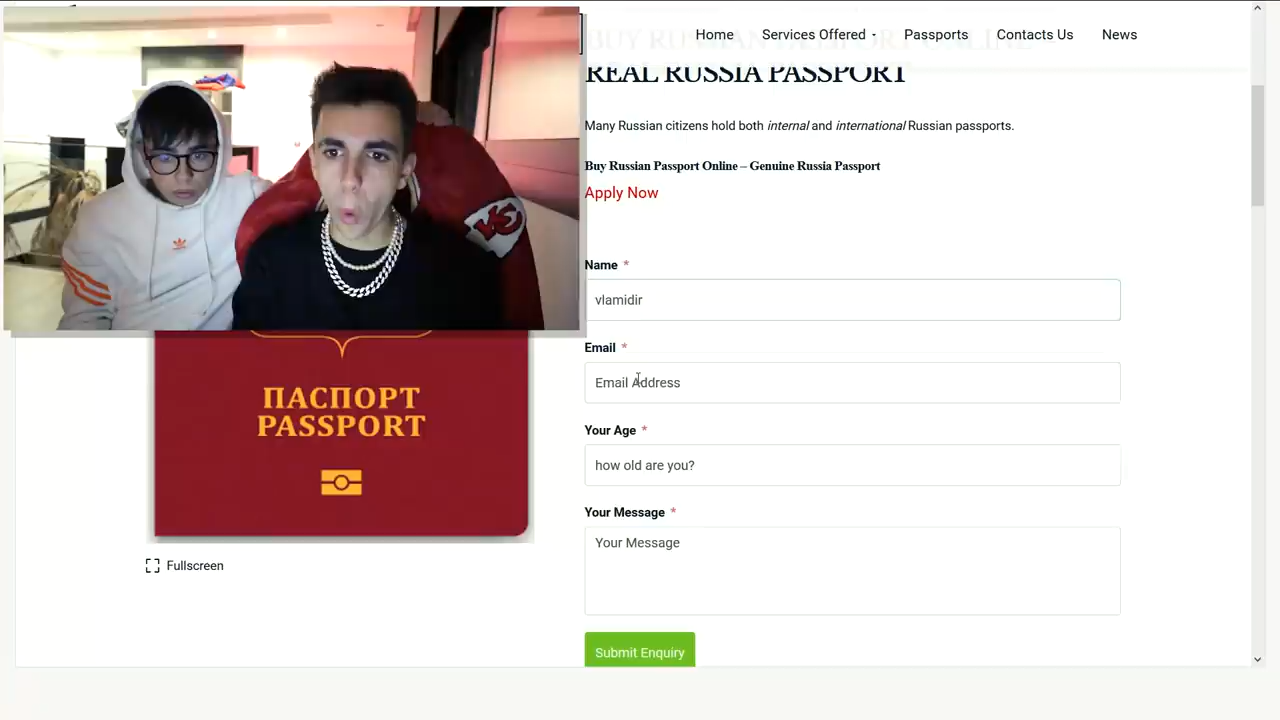 Home
Services Offered
Passports
Contacts Us
News
REAL RUSSIA PASSPORT
Many Russian citizens hold both internal and international Russian passports.
Buy Russian Passport Online – Genuine Russia Passport
Apply Now
Name *
vlamidir
Email *
Email Address
Your Age *
how old are you?
Your Message *
Your Message
Submit Enquiry
ПАСПОРТ
PASSPORT
Fullscreen
KC